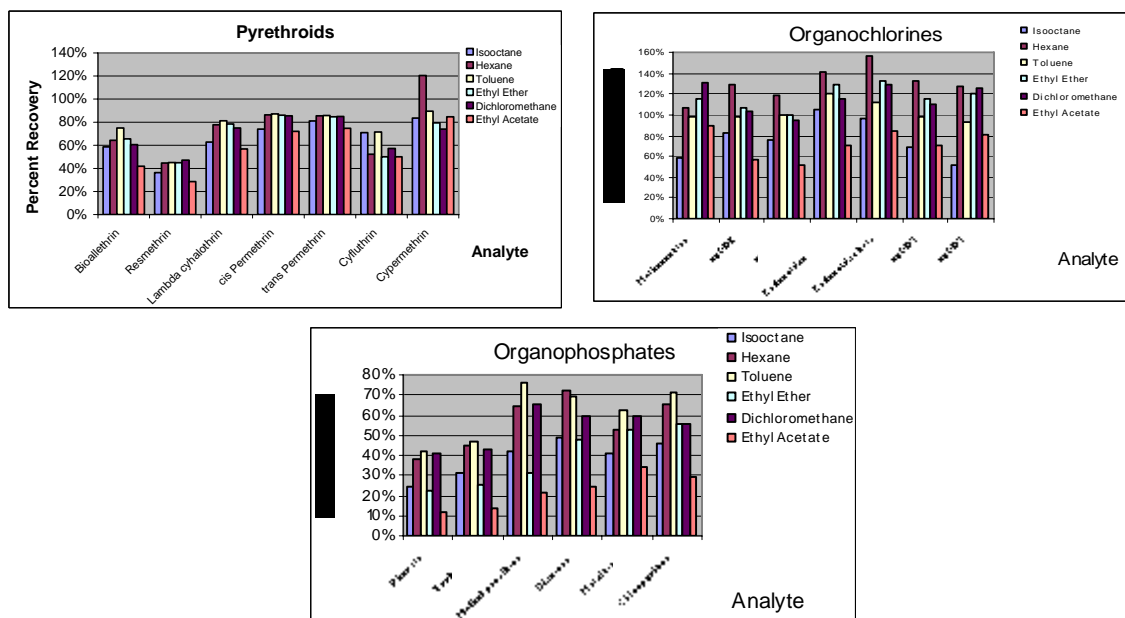 Pyrethroids
140%
120%
100%
80%
60%
40%
20%
0%
Percent Recovery
Bioallethrin
Resmethrin
Lambda cyhalothrin
cis Permethrin
trans Permethrin
Cyfluthrin
Cypermethrin
Analyte
Isooctane
Hexane
Toluene
Ethyl Ether
Dichloromethane
Ethyl Acetate
Organochlorines
160%
140%
120%
100%
80%
60%
40%
20%
0%
Analyte
Isooctane
Hexane
Toluene
Ethyl Ether
Dichloromethane
Ethyl Acetate
Organophosphates
80%
70%
60%
50%
40%
30%
20%
10%
0%
Analyte
Isooctane
Hexane
Toluene
Ethyl Ether
Dichloromethane
Ethyl Acetate